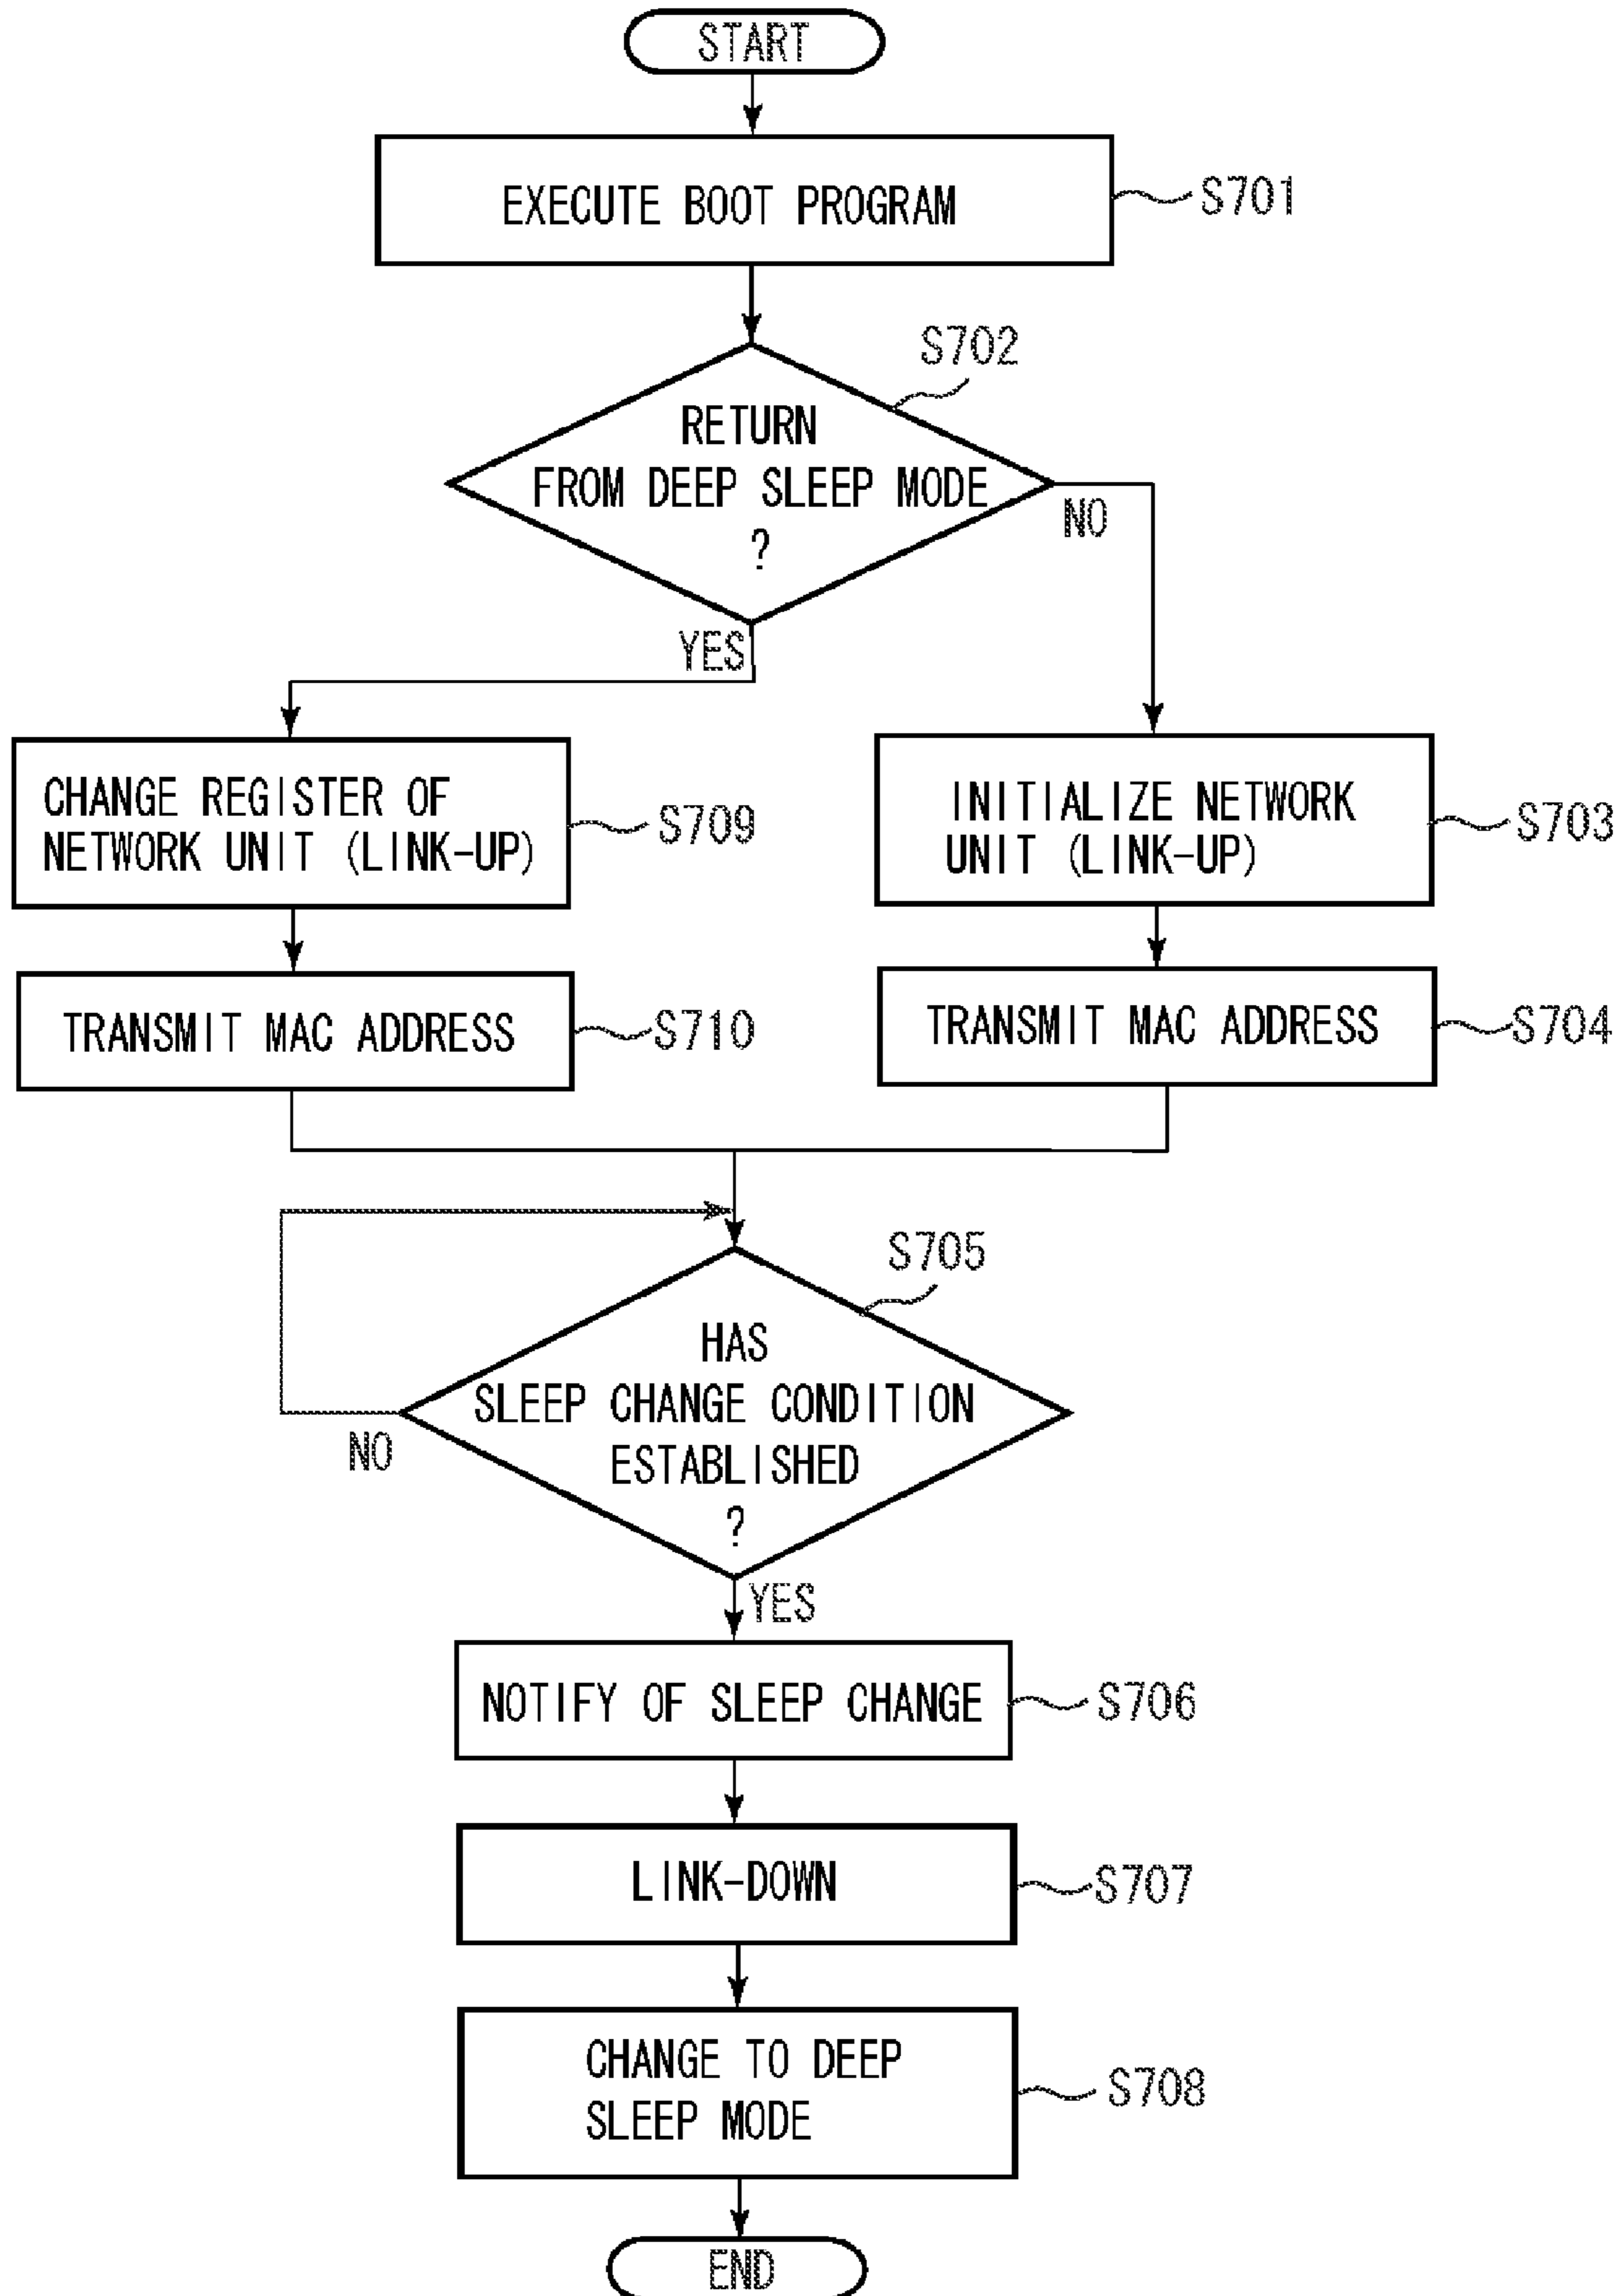 START
EXECUTE BOOT PROGRAM
S701
S702
RETURN
FROM DEEP SLEEP MODE
?
NO
YES
CHANGE REGISTER OF
NETWORK UNIT (LINK-UP)
S709
INITIALIZE NETWORK
UNIT (LINK-UP)
S703
TRANSMIT MAC ADDRESS
S710
TRANSMIT MAC ADDRESS
S704
S705
HAS
SLEEP CHANGE CONDITION
ESTABLISHED
?
NO
YES
NOTIFY OF SLEEP CHANGE
S706
LINK-DOWN
S707
CHANGE TO DEEP
SLEEP MODE
S708
END